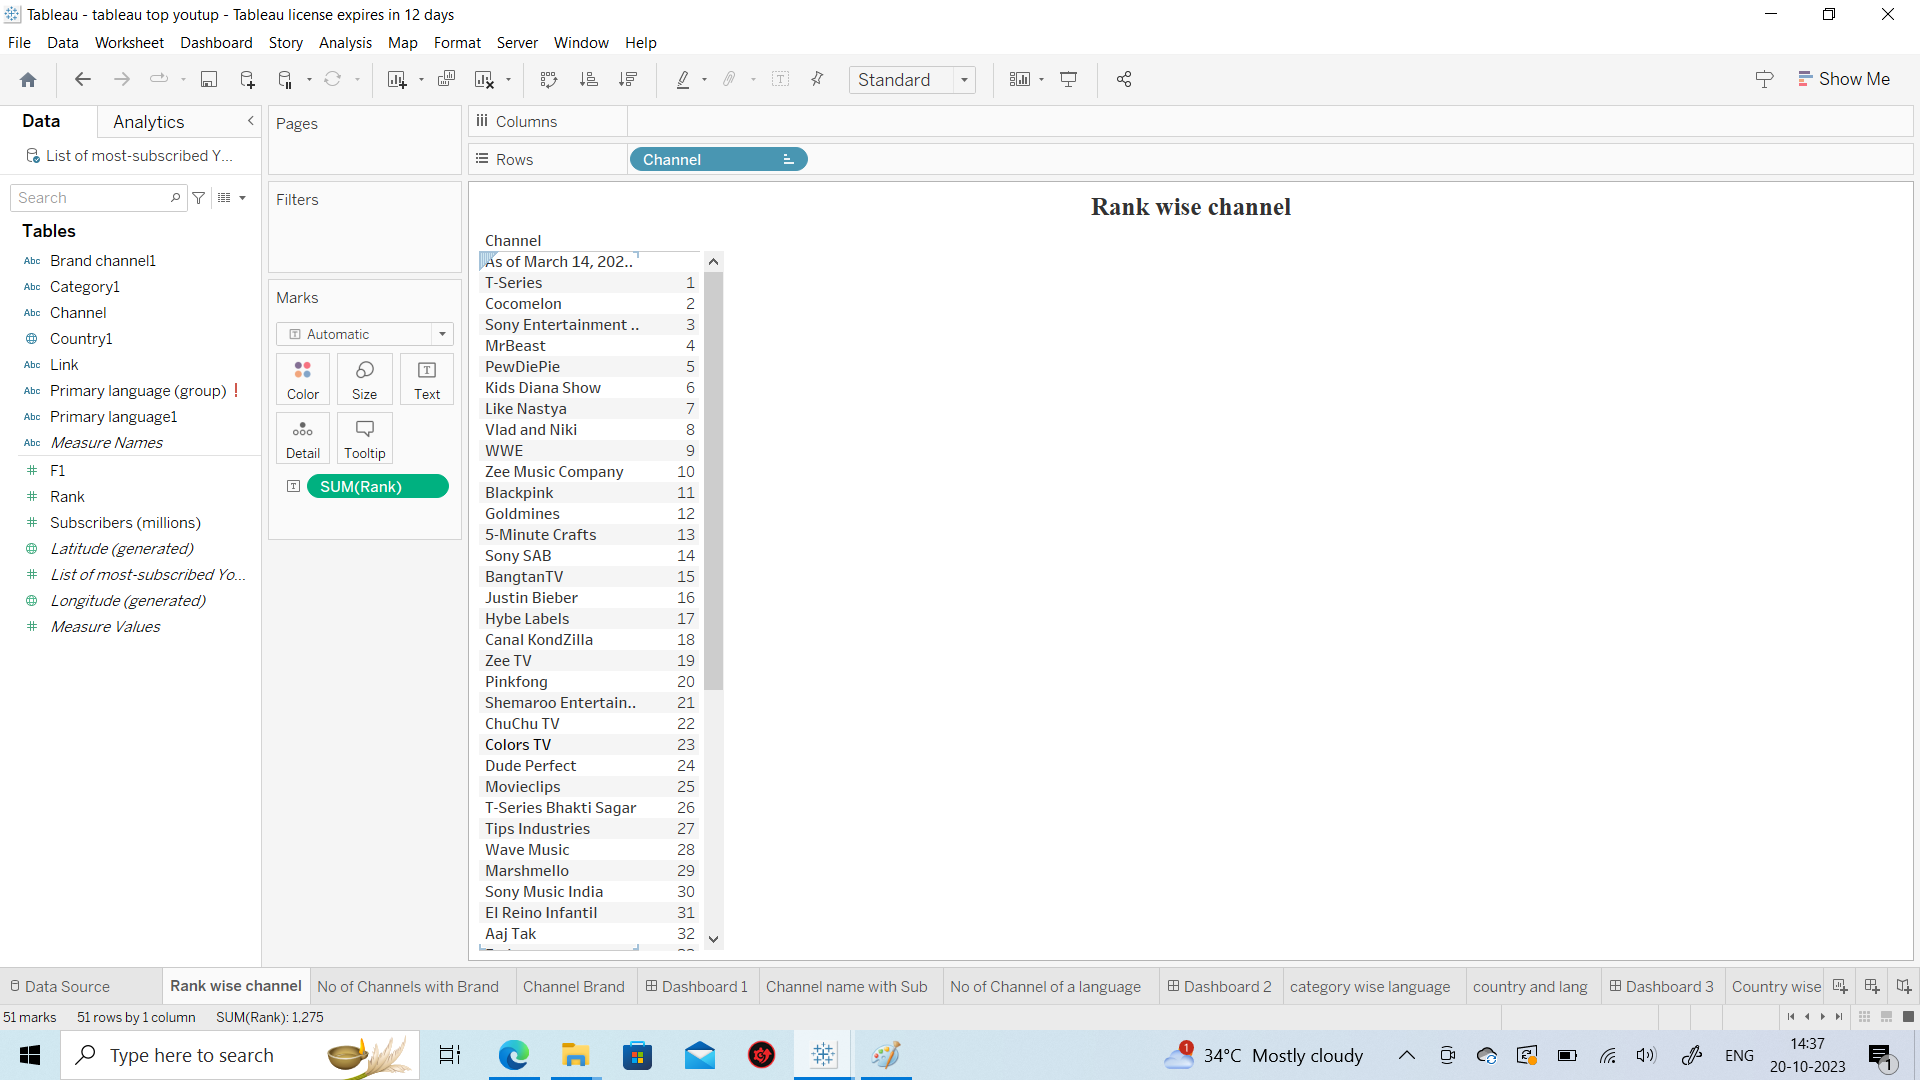 Tableau - tableau top youtup - Tableau license expires in 12 days
File Data Worksheet Dashboard Story Analysis Map Format Server Window Help
Standard
Show Me
Data Analytics
List of most-subscribed Y...
Search
Tables
Abc Brand channel1
Abc Category1
Abc Channel
Country1
Abc Link
Abc Primary language (group) !
Abc Primary language1
Abc Measure Names
# F1
# Rank
# Subscribers (millions)
Latitude (generated)
# List of most-subscribed Yo...
Longitude (generated)
# Measure Values
Pages
Filters
Marks
Automatic
Color Size Text
Detail Tooltip
SUM(Rank)
Columns
Rows Channel
Rank wise channel
Channel
As of March 14, 202..
T-Series 1
Cocomelon 2
Sony Entertainment .. 3
MrBeast 4
PewDiePie 5
Kids Diana Show 6
Like Nastya 7
Vlad and Niki 8
WWE 9
Zee Music Company 10
Blackpink 11
Goldmines 12
5-Minute Crafts 13
Sony SAB 14
BangtanTV 15
Justin Bieber 16
Hybe Labels 17
Canal KondZilla 18
Zee TV 19
Pinkfong 20
Shemaroo Entertain.. 21
ChuChu TV 22
Colors TV 23
Dude Perfect 24
Movieclips 25
T-Series Bhakti Sagar 26
Tips Industries 27
Wave Music 28
Marshmello 29
Sony Music India 30
El Reino Infantil 31
Aaj Tak 32
Data Source Rank wise channel No of Channels with Brand Channel Brand Dashboard 1 Channel name with Sub No of Channel of a language Dashboard 2 category wise language country and lang Dashboard 3 Country wise
51 marks 51 rows by 1 column SUM(Rank): 1,275
Type here to search
1 34°C Mostly cloudy
ENG
14:37
20-10-2023
1